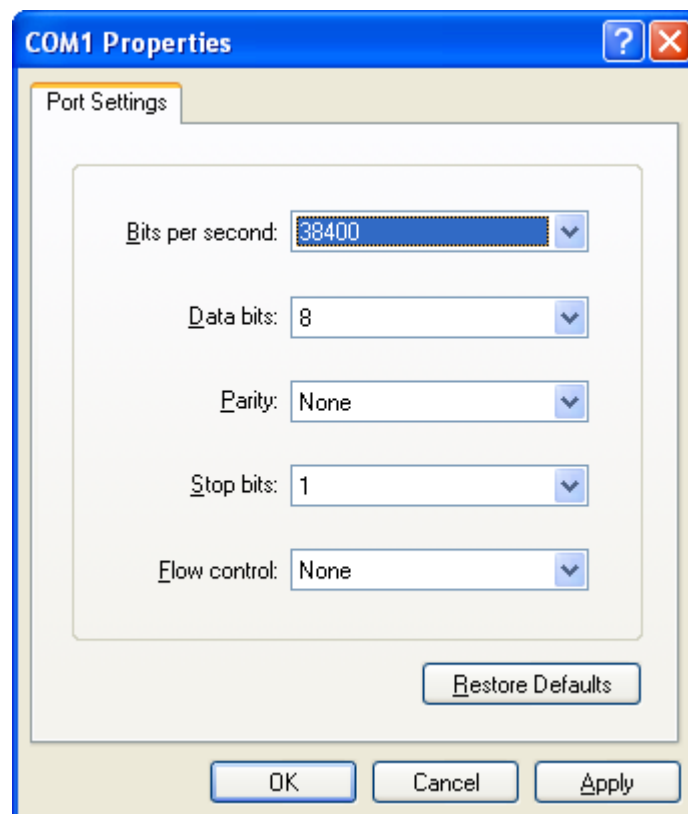 COM1 Properties
Port Settings
Bits per second: 38400
Data bits: 8
Parity: None
Stop bits: 1
Flow control: None
Restore Defaults
OK Cancel Apply